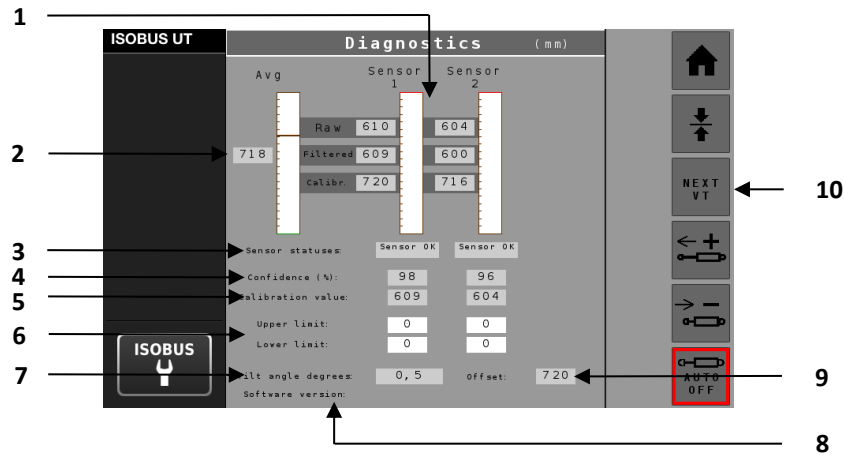 1
ISOBUS UT
Diagnostics (mm)
Avg Sensor 1 Sensor 2
Raw 610 604
2 718 Filtered 609 600
Calibr. 720 716
NEXT VT 10
3 Sensor statuses: Sensor OK Sensor OK
4 Confidence (%): 98 96
5 Calibration value: 609 604
6 Upper limit: 0 0
Lower limit: 0 0
ISOBUS
7 Tilt angle degrees: 0,5 Offset: 720 9
AUTO OFF
Software version:
8